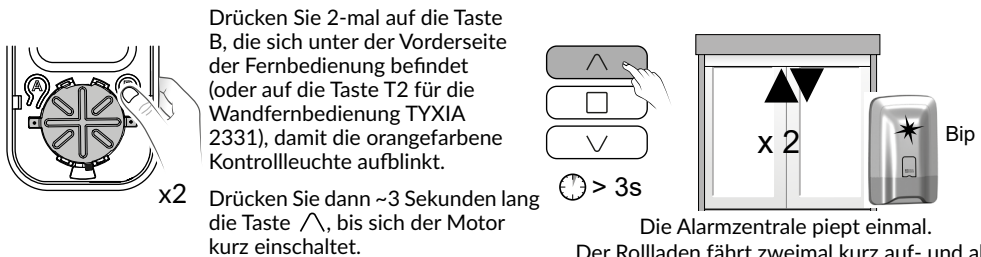 Drücken Sie 2-mal auf die Taste
B, die sich unter der Vorderseite
der Fernbedienung befindet
(oder auf die Taste T2 für die
Wandfernbedienung TYXIA
2331), damit die orangefarbene
Kontrollleuchte aufblinkt.
A
x2
Drücken Sie dann ~3 Sekunden lang
die Taste ㄱ, bis sich der Motor
kurz einschaltet.
> 3s
x 2
Bip
Die Alarmzentrale piept einmal.
Der Rollladen fährt zweimal kurz auf- und